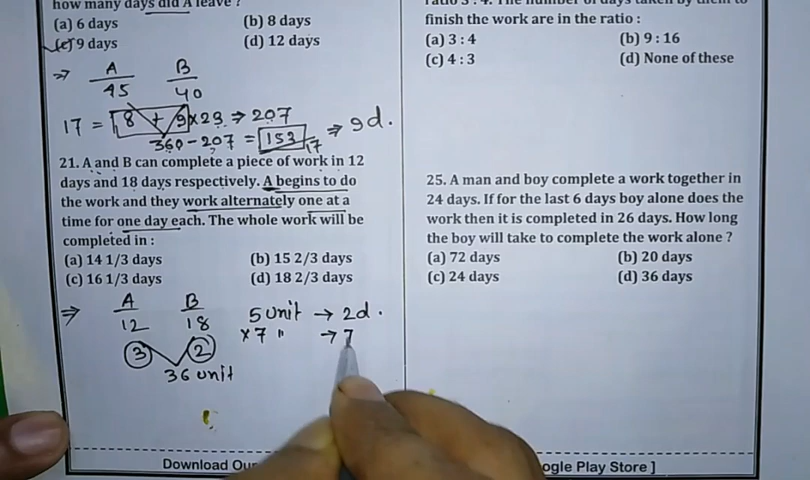 how many days did A leave ?
(a) 6 days (b) 8 days
(c) 9 days (d) 12 days
⇒ A B
45 40
17 = 8 + 9 × 23 ⇒ 207
360 - 207 = 153 17 ⇒ 9 d.
21. A and B can complete a piece of work in 12
days and 18 days respectively. A begins to do
the work and they work alternately one at a
time for one day each. The whole work will be
completed in :
(a) 14 1/3 days (b) 15 2/3 days
(c) 16 1/3 days (d) 18 2/3 days
⇒ A B 5 unit → 2d.
12 18 ×7 " → 7
3 2
36 unit
Download
finish the work are in the ratio :
(a) 3 : 4 (b) 9 : 16
(c) 4 : 3 (d) None of these
25. A man and boy complete a work together in
24 days. If for the last 6 days boy alone does the
work then it is completed in 26 days. How long
the boy will take to complete the work alone ?
(a) 72 days (b) 20 days
(c) 24 days (d) 36 days
ogle Play Store ]